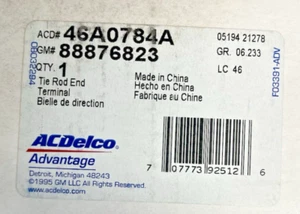 ACD# 46A0784A
05194 21278
GM# 88876823
GR. 06.233
QTY. 1
LC 46
Tie Rod End
Terminal
Bielle de direction
Made in China
Hecho en China
Fabrique au Chine
F03391-ADV
ACDelco
Advantage
Detroit, Michigan 48243
©1995 GM LLC All Rights Reserved.
7 07773 92512 6